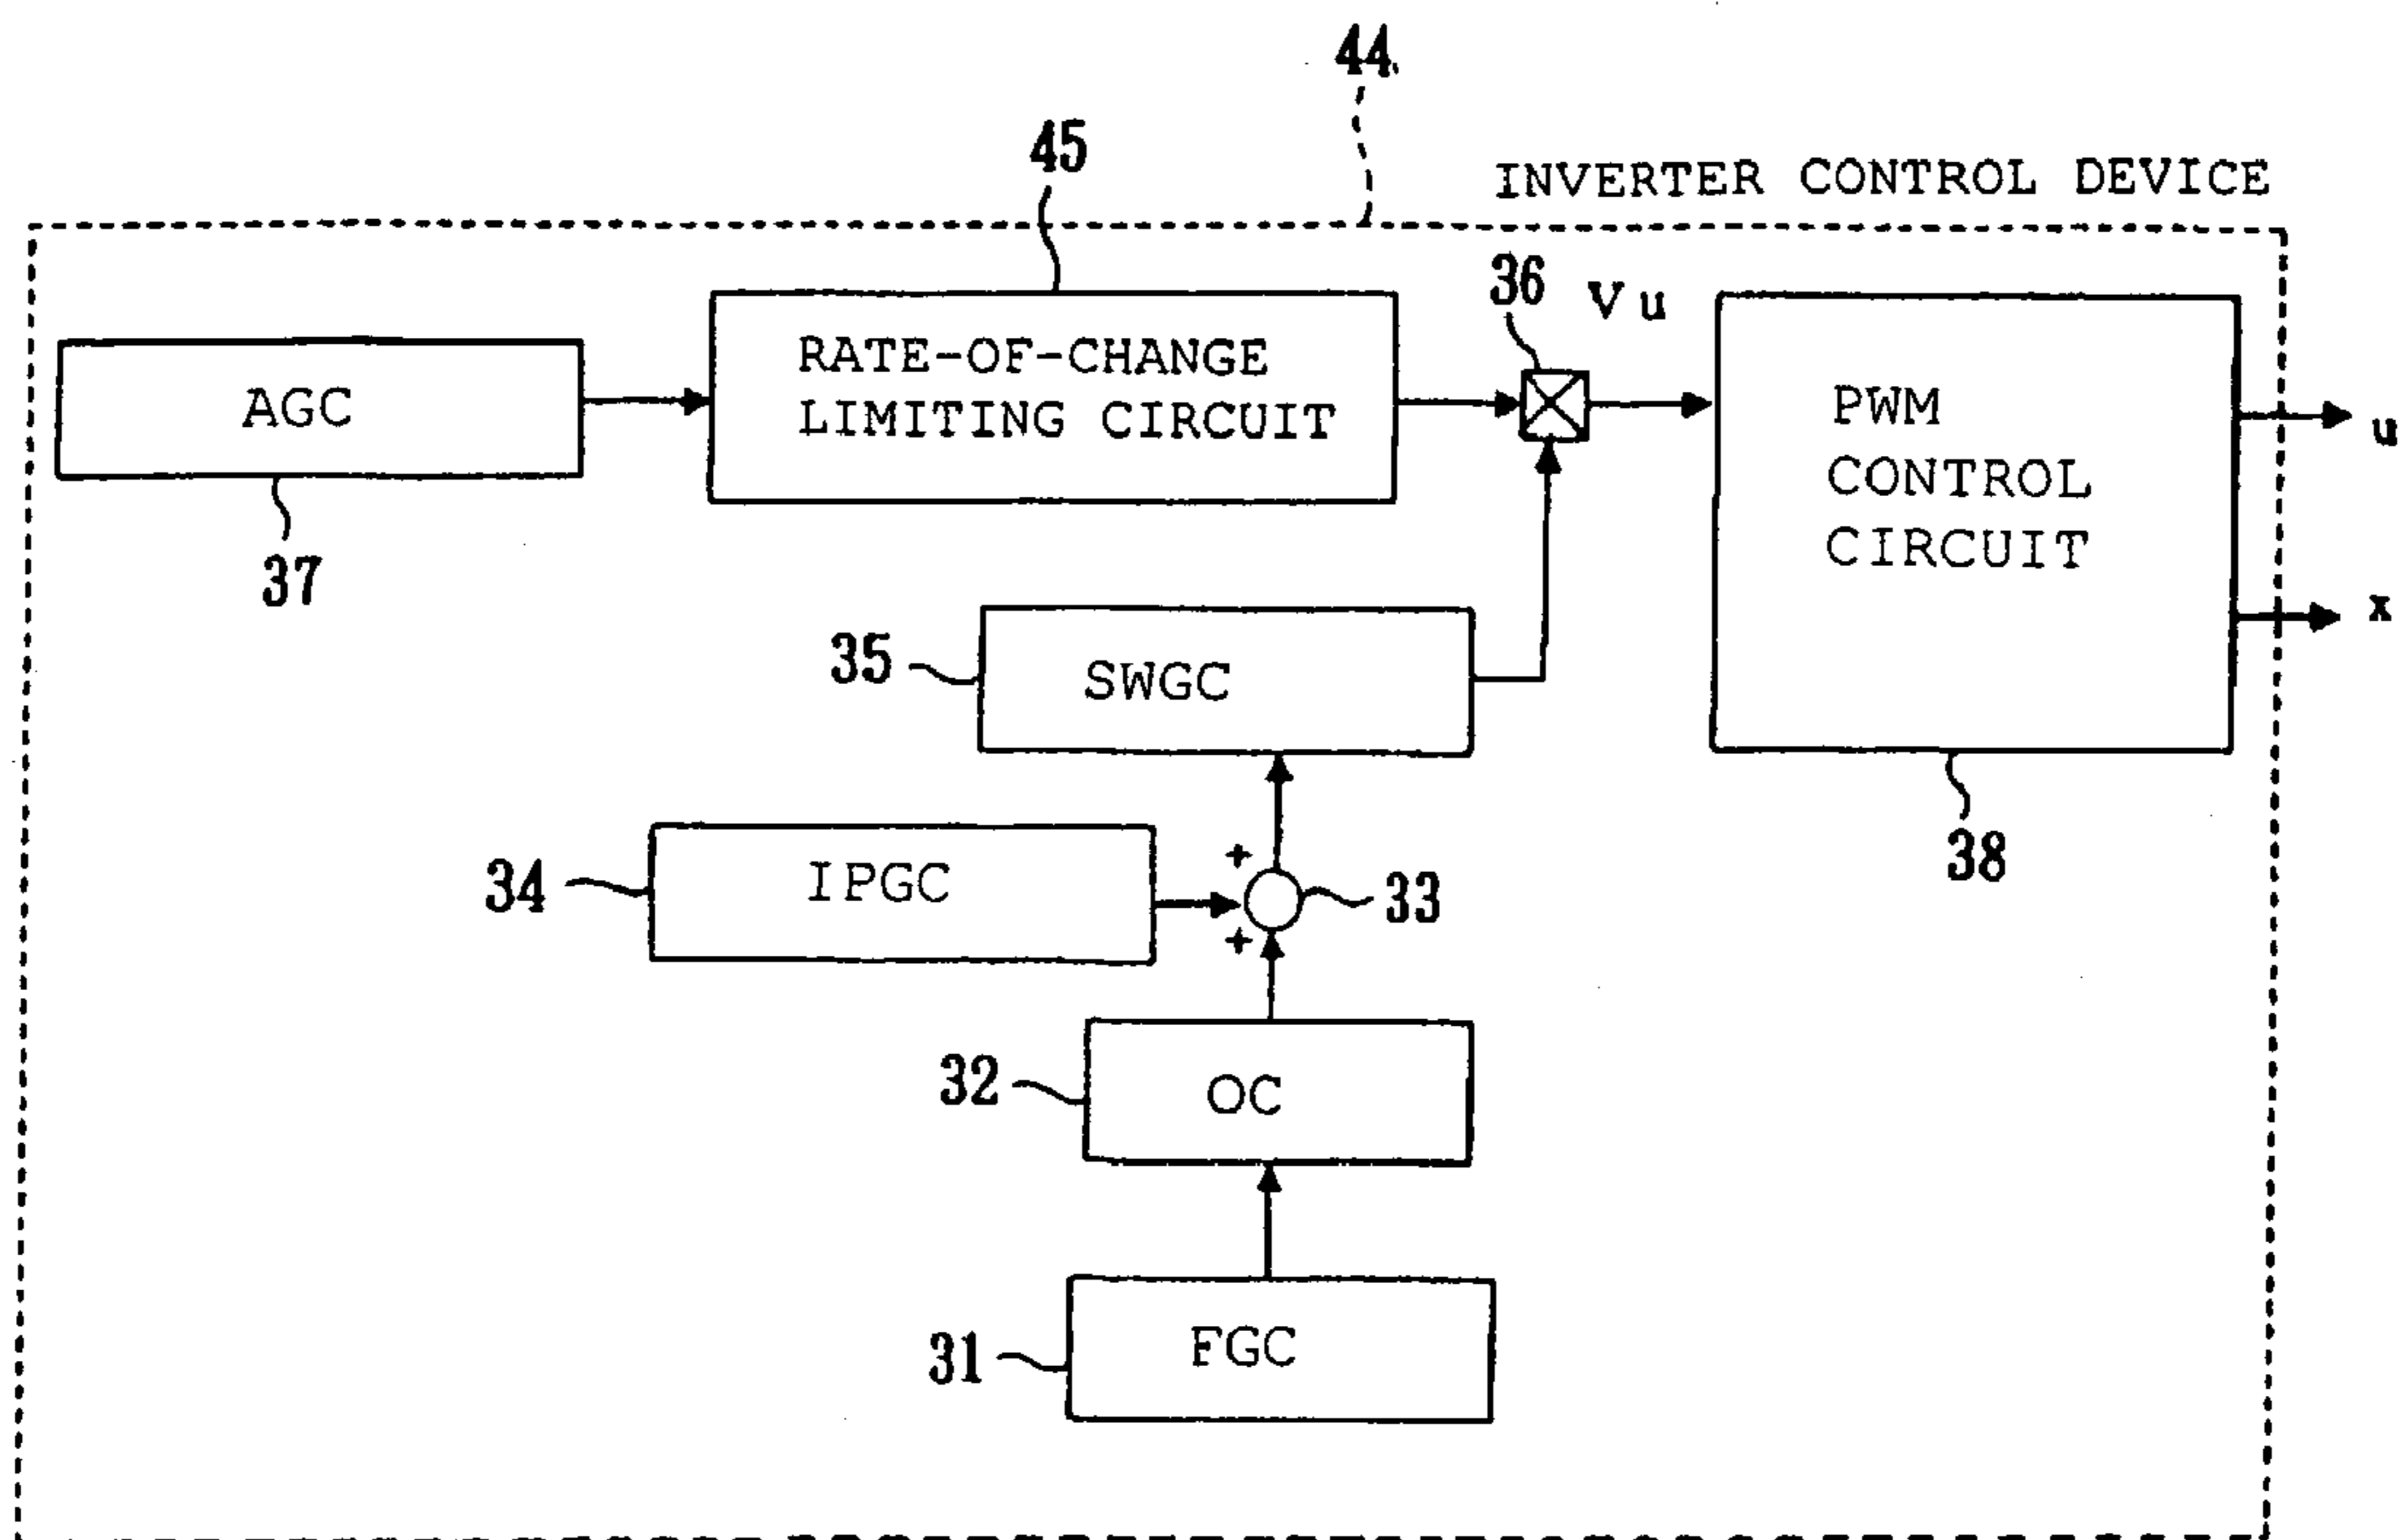 44
45
INVERTER CONTROL DEVICE
36
Vu
RATE-OF-CHANGE
LIMITING CIRCUIT
AGC
PWM
CONTROL
CIRCUIT
u
37
x
35
SWGC
34
IPGC
+
33
+
38
32
OC
31
FGC